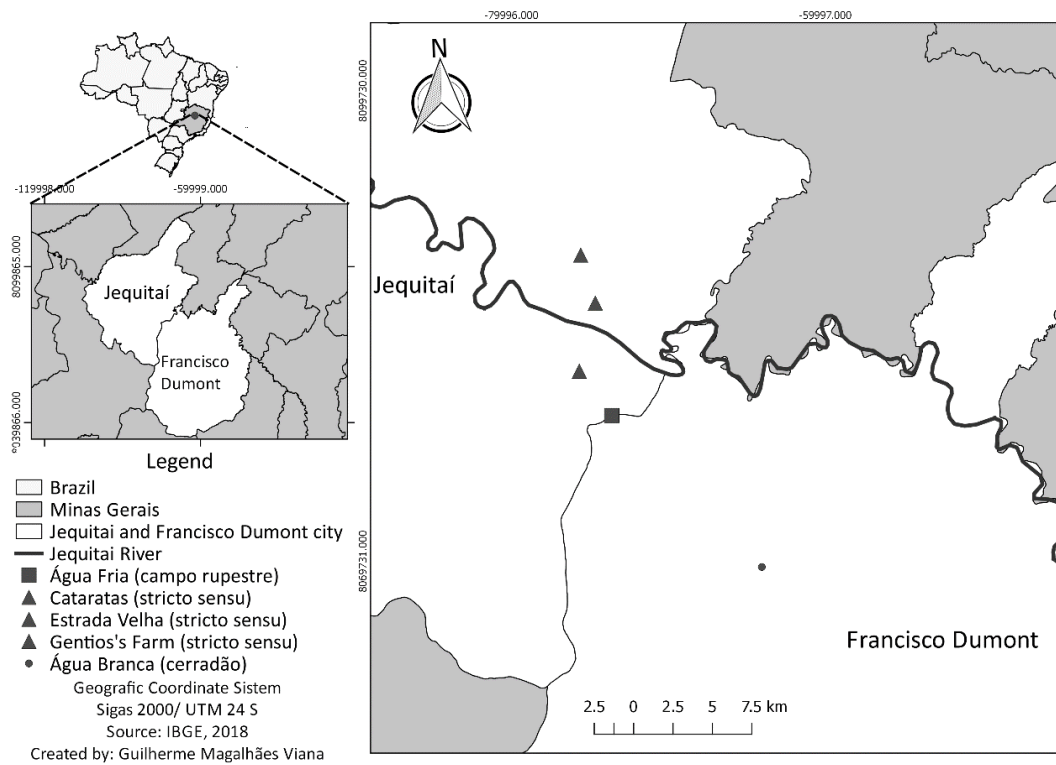 -79996.000
-59997.000
N
8099730.000
8069731.000
-119998.000
-59999.000
8099865.000
8039866.000
Jequitaí
Francisco
Dumont
Jequitaí
Francisco Dumont
2.5 0 2.5 5 7.5 km
Legend
Brazil
Minas Gerais
Jequitai and Francisco Dumont city
Jequitai River
Água Fria (campo rupestre)
Cataratas (stricto sensu)
Estrada Velha (stricto sensu)
Gentios's Farm (stricto sensu)
Água Branca (cerradão)
Geografic Coordinate Sistem
Sigas 2000/ UTM 24 S
Source: IBGE, 2018
Created by: Guilherme Magalhães Viana